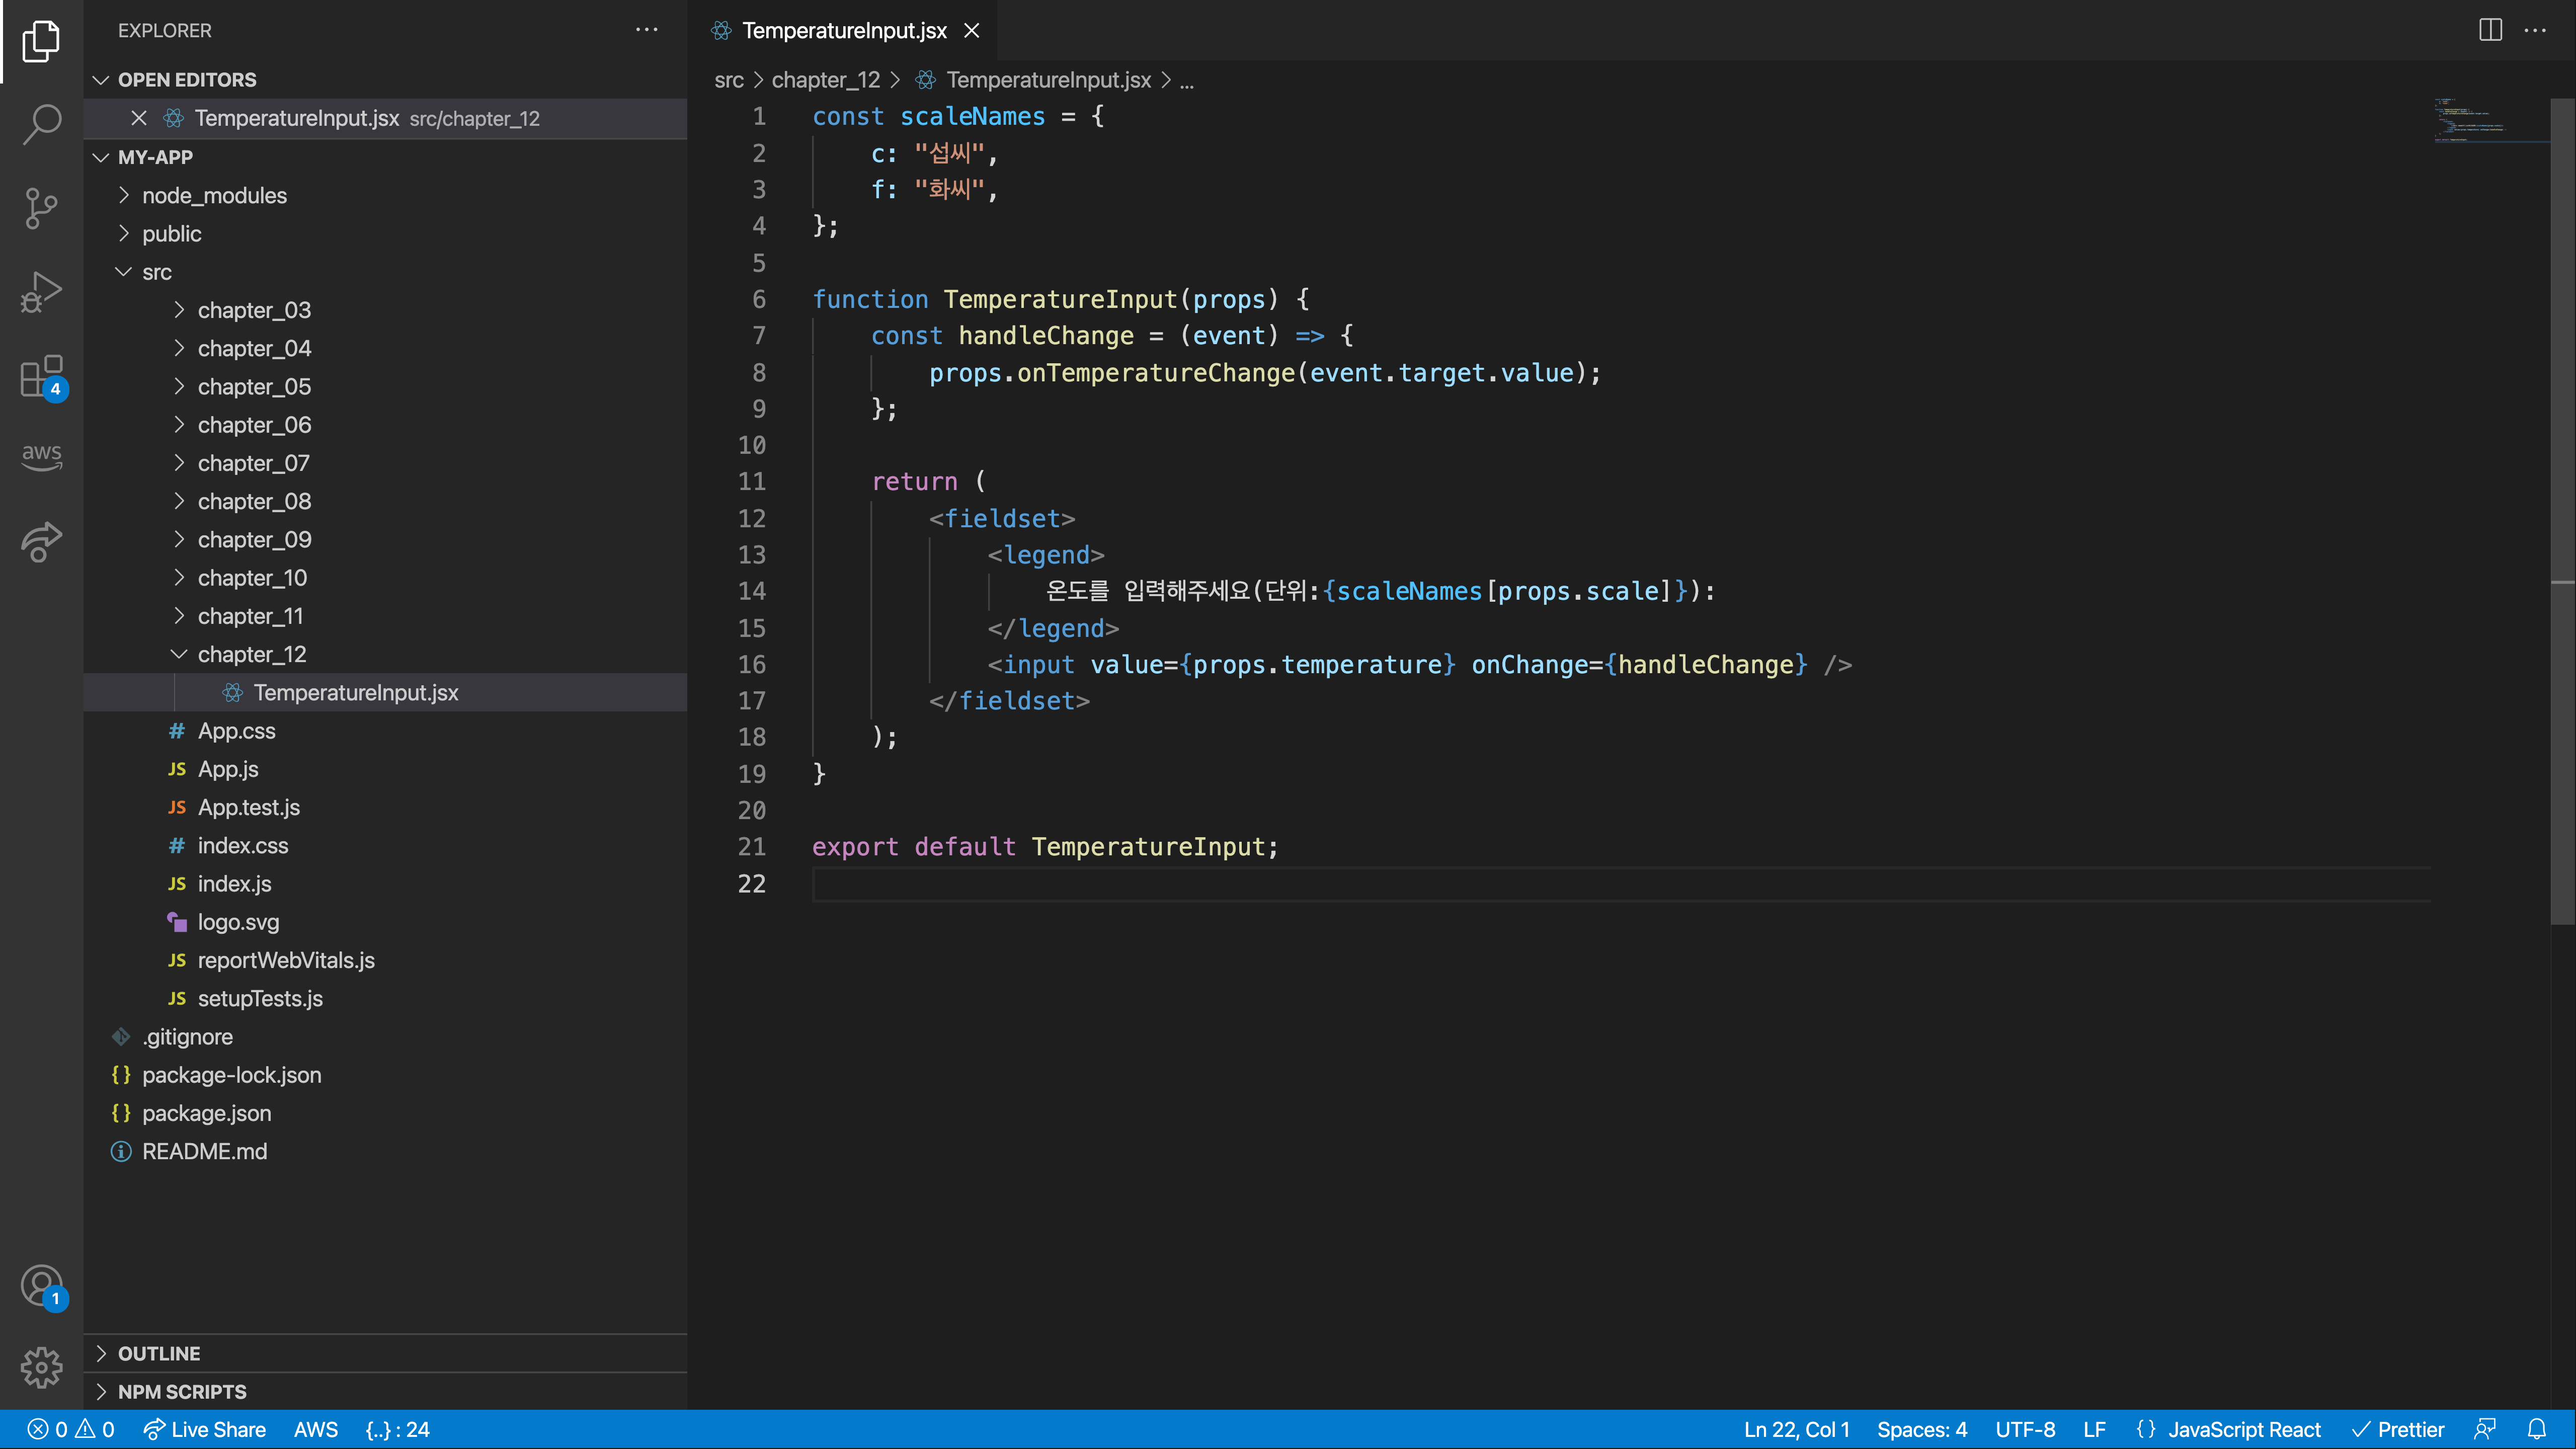 EXPLORER
OPEN EDITORS
TemperatureInput.jsx src/chapter_12
MY-APP
node_modules
public
src
chapter_03
chapter_04
chapter_05
chapter_06
chapter_07
chapter_08
chapter_09
chapter_10
chapter_11
chapter_12
TemperatureInput.jsx
# App.css
JS App.js
JS App.test.js
# index.css
JS index.js
logo.svg
JS reportWebVitals.js
JS setupTests.js
.gitignore
{} package-lock.json
{} package.json
README.md
OUTLINE
NPM SCRIPTS
4
aws
1
TemperatureInput.jsx
src > chapter_12 > TemperatureInput.jsx > ...
1 const scaleNames = {
2 c: "섭씨",
3 f: "화씨",
4 };
5
6 function TemperatureInput(props) {
7 const handleChange = (event) => {
8 props.onTemperatureChange(event.target.value);
9 };
10
11 return (
12 <fieldset>
13 <legend>
14 온도를 입력해주세요(단위:{scaleNames[props.scale]}):
15 </legend>
16 <input value={props.temperature} onChange={handleChange} />
17 </fieldset>
18 );
19 }
20
21 export default TemperatureInput;
22
0 0 Live Share AWS {..} : 24 Ln 22, Col 1 Spaces: 4 UTF-8 LF {} JavaScript React Prettier